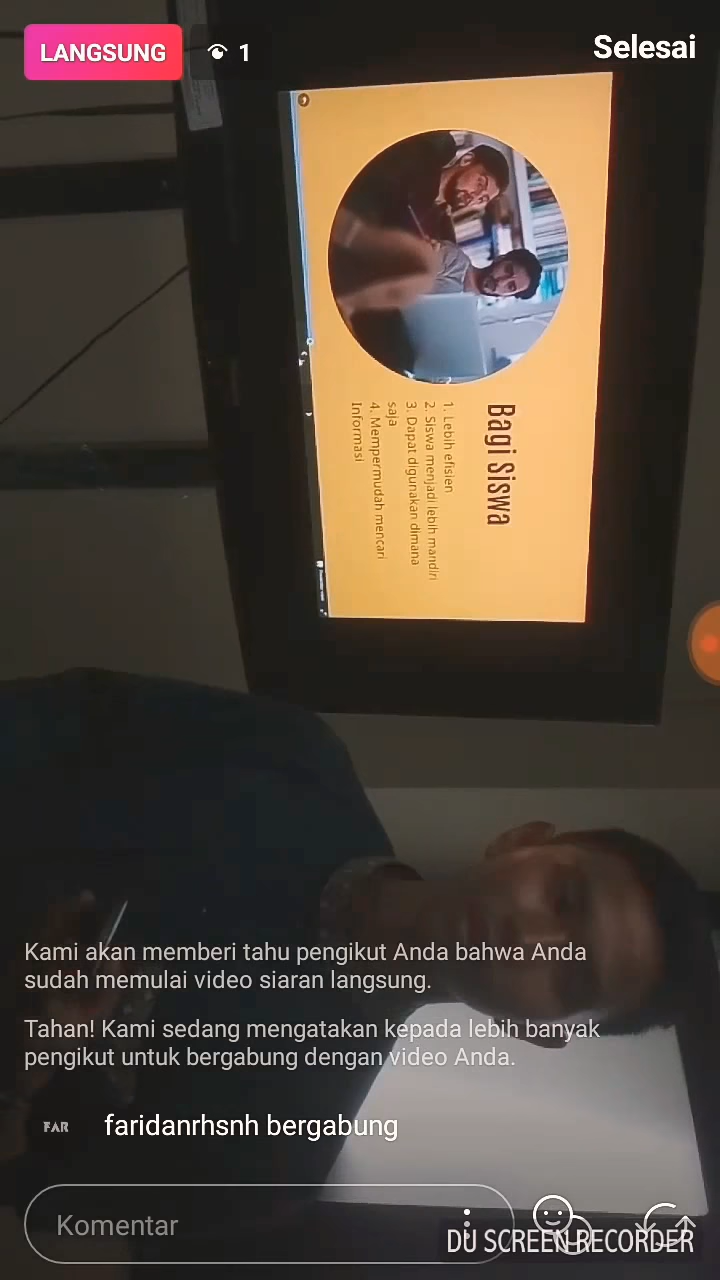 LANGSUNG
1
Selesai
Bagi Siswa
1. Lebih efisien
2. Siswa menjadi lebih mandiri
3. Dapat digunakan dimana
saja
4. Mempermudah mencari
Informasi
Kami akan memberi tahu pengikut Anda bahwa Anda
sudah memulai video siaran langsung.
Tahan! Kami sedang mengatakan kepada lebih banyak
pengikut untuk bergabung dengan video Anda.
FAR
faridanrhsnh bergabung
Komentar
DU SCREEN RECORDER